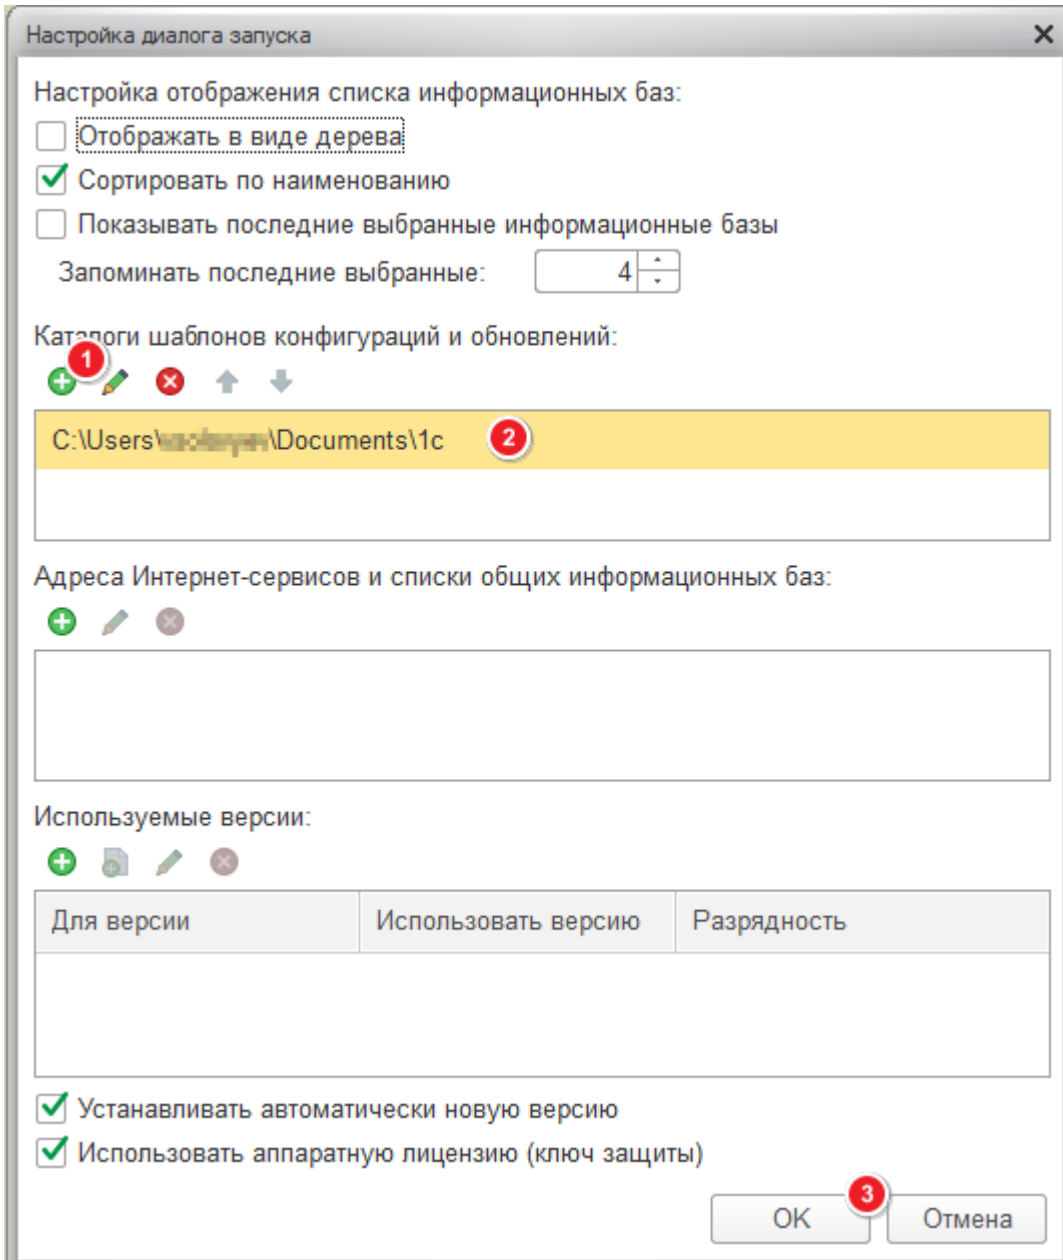 Настройка диалога запуска
Настройка отображения списка информационных баз:
Отображать в виде дерева
Сортировать по наименованию
Показывать последние выбранные информационные базы
Запоминать последние выбранные: 4
Каталоги шаблонов конфигураций и обновлений:
1
C:\Users\ \Documents\1c 2
Адреса Интернет-сервисов и списки общих информационных баз:
Используемые версии:
Для версии Использовать версию Разрядность
Устанавливать автоматически новую версию
Использовать аппаратную лицензию (ключ защиты)
3
OK Отмена